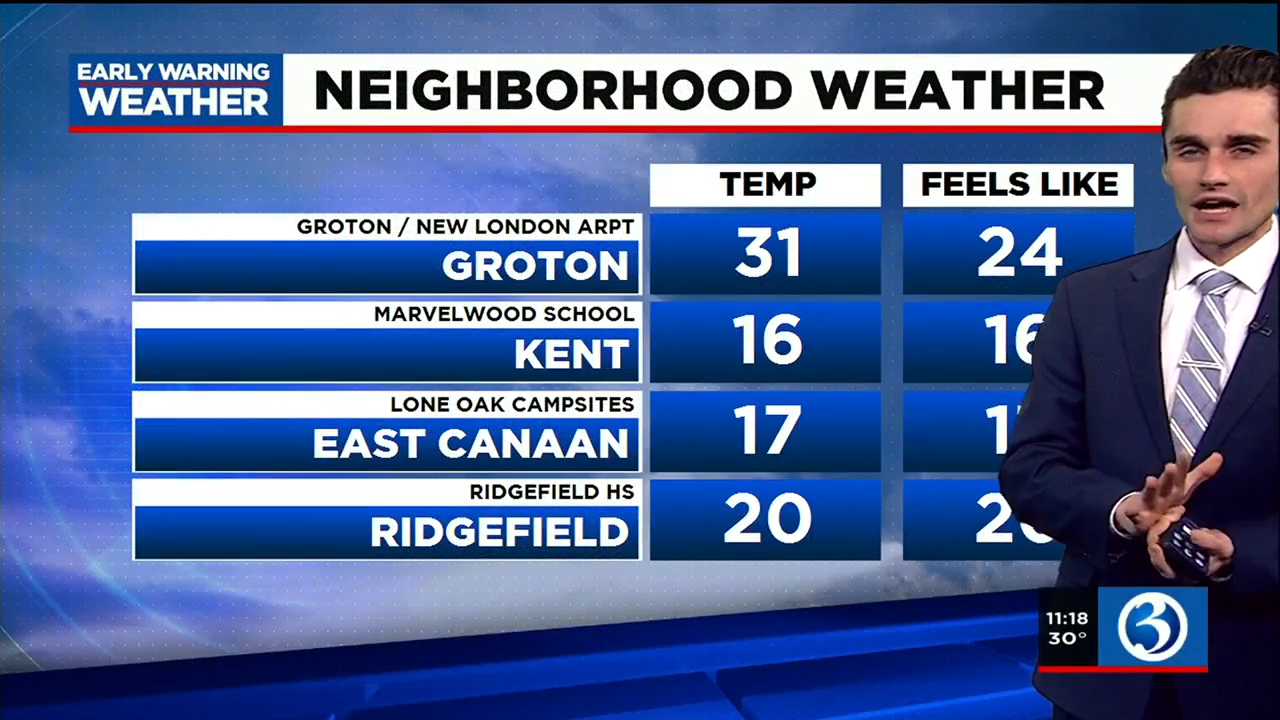 EARLY WARNING
WEATHER
NEIGHBORHOOD WEATHER
TEMP
FEELS LIKE
GROTON / NEW LONDON ARPT
GROTON
31
24
MARVELWOOD SCHOOL
KENT
16
LONE OAK CAMPSITES
EAST CANAAN
17
RIDGEFIELD HS
RIDGEFIELD
20
11:18
30°
3